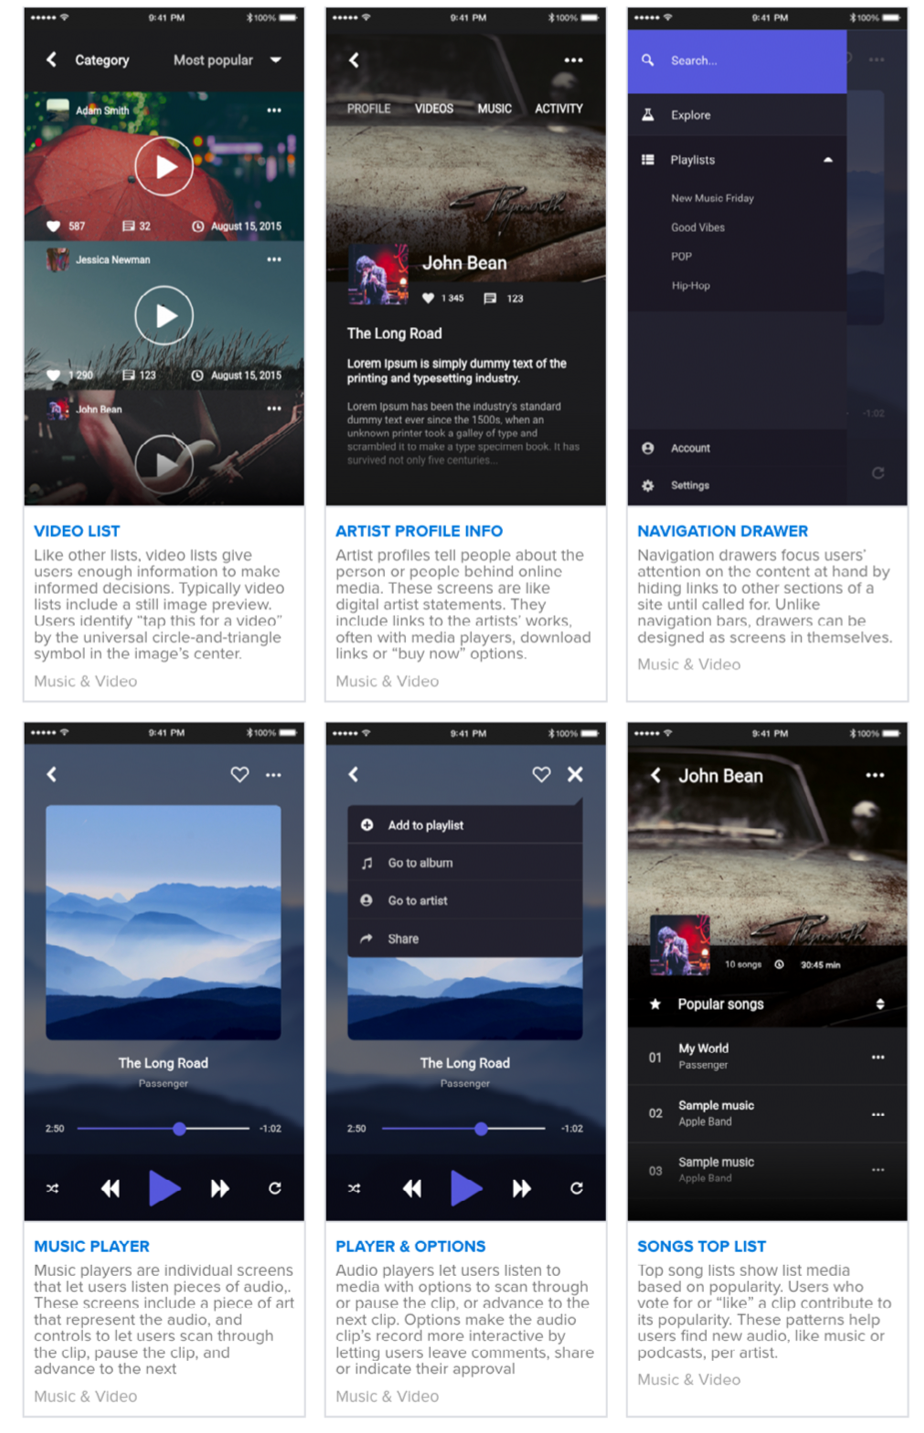 9:41 PM
100%
Category
Most popular
Adam Smith
587
32
August 15, 2015
Jessica Newman
1 290
123
August 15, 2015
John Bean
VIDEO LIST
Like other lists, video lists give
users enough information to make
informed decisions. Typically video
lists include a still image preview.
Users identify “tap this for a video”
by the universal circle-and-triangle
symbol in the image’s center.
Music & Video
9:41 PM
100%
PROFILE
VIDEOS
MUSIC
ACTIVITY
Plymouth
John Bean
1 345
123
The Long Road
Lorem Ipsum is simply dummy text of the
printing and typesetting industry.
Lorem Ipsum has been the industry's standard
dummy text ever since the 1500s, when an
unknown printer took a galley of type and
scrambled it to make a type specimen book. It has
survived not only five centuries...
ARTIST PROFILE INFO
Artist profiles tell people about the
person or people behind online
media. These screens are like
digital artist statements. They
include links to the artists’ works,
often with media players, download
links or “buy now” options.
Music & Video
9:41 PM
100%
Search...
Explore
Playlists
New Music Friday
Good Vibes
POP
Hip-Hop
-1:02
Account
Settings
NAVIGATION DRAWER
Navigation drawers focus users’
attention on the content at hand by
hiding links to other sections of a
site until called for. Unlike
navigation bars, drawers can be
designed as screens in themselves.
Music & Video
9:41 PM
100%
The Long Road
Passenger
2:50
-1:02
MUSIC PLAYER
Music players are individual screens
that let users listen pieces of audio,.
These screens include a piece of art
that represent the audio, and
controls to let users scan through
the clip, pause the clip, and
advance to the next
Music & Video
9:41 PM
100%
Add to playlist
Go to album
Go to artist
Share
The Long Road
Passenger
2:50
-1:02
PLAYER & OPTIONS
Audio players let users listen to
media with options to scan through
or pause the clip, or advance to the
next clip. Options make the audio
clip’s record more interactive by
letting users leave comments, share
or indicate their approval
Music & Video
9:41 PM
100%
John Bean
Plymouth
10 songs
30:45 min
Popular songs
01
My World
Passenger
02
Sample music
Apple Band
03
Sample music
Apple Band
SONGS TOP LIST
Top song lists show list media
based on popularity. Users who
vote for or “like” a clip contribute to
its popularity. These patterns help
users find new audio, like music or
podcasts, per artist.
Music & Video